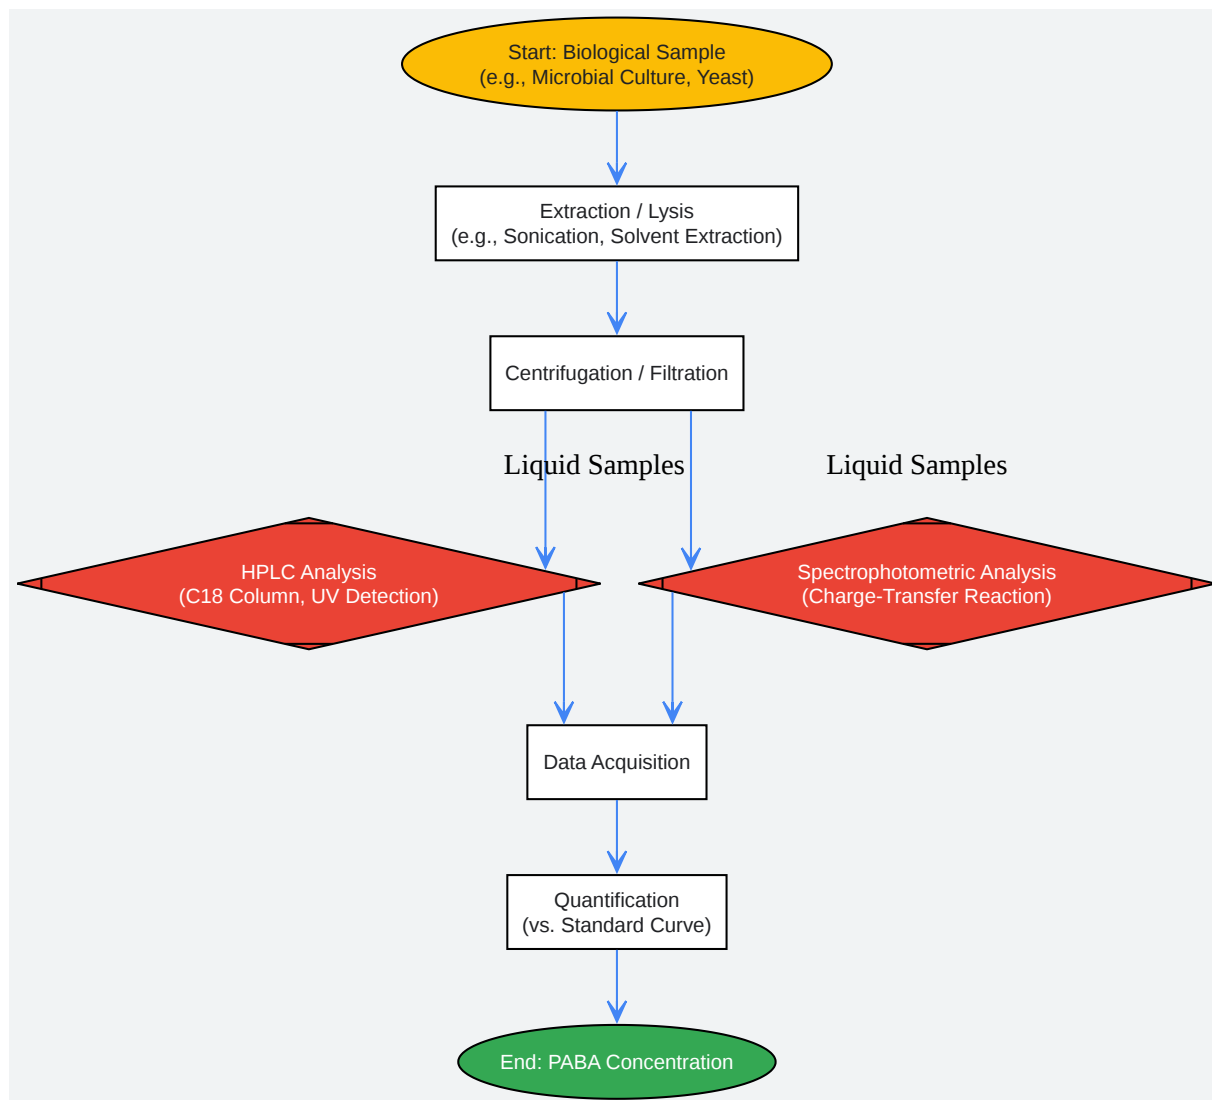 Start: Biological Sample
(e.g., Microbial Culture, Yeast)
Extraction / Lysis
(e.g., Sonication, Solvent Extraction)
Centrifugation / Filtration
Liquid Samples
Liquid Samples
HPLC Analysis
(C18 Column, UV Detection)
Spectrophotometric Analysis
(Charge-Transfer Reaction)
Data Acquisition
Quantification
(vs. Standard Curve)
End: PABA Concentration